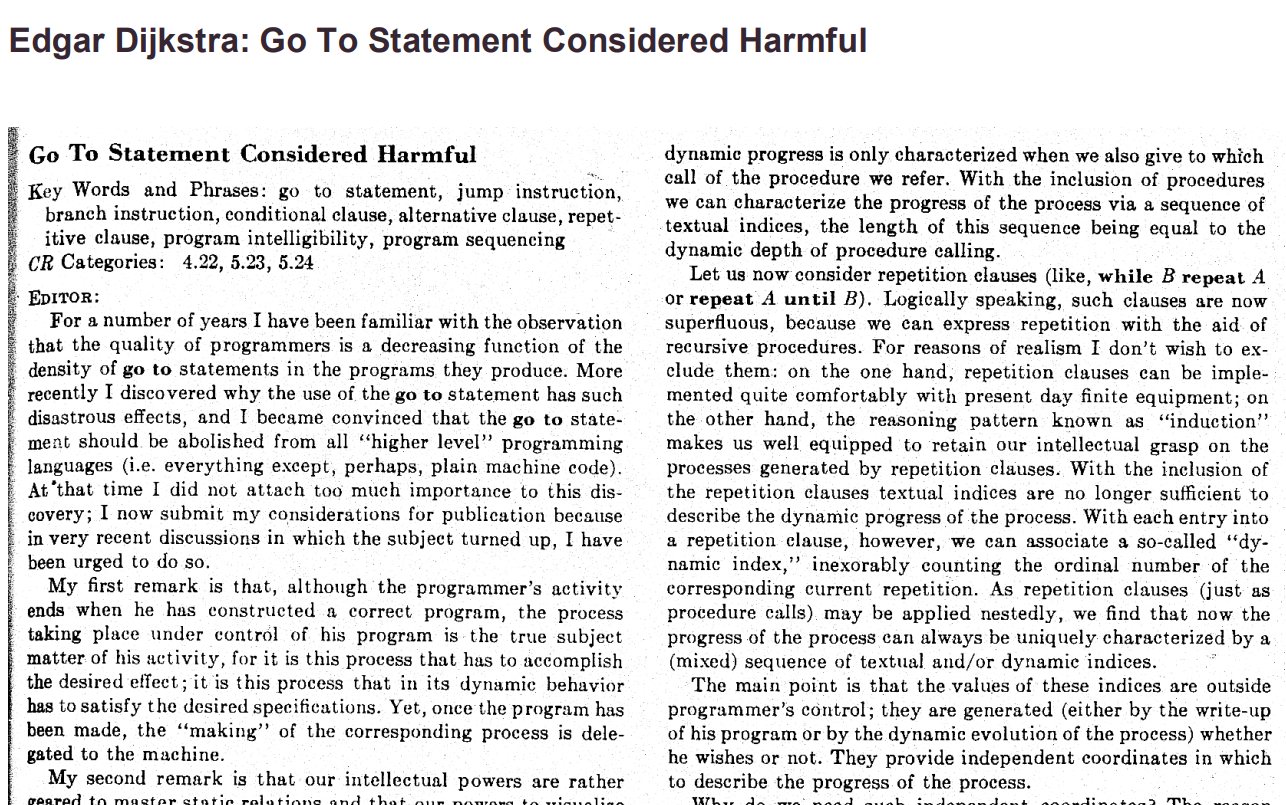 Edgar Dijkstra: Go To Statement Considered Harmful
Go To Statement Considered Harmful
Key Words and Phrases: go to statement, jump instruction,
branch instruction, conditional clause, alternative clause, repet-
itive clause, program intelligibility, program sequencing
CR Categories: 4.22, 5.23, 5.24
EDITOR:
For a number of years I have been familiar with the observation
that the quality of programmers is a decreasing function of the
density of go to statements in the programs they produce. More
recently I discovered why the use of the go to statement has such
disastrous effects, and I became convinced that the go to state-
ment should be abolished from all “higher level” programming
languages (i.e. everything except, perhaps, plain machine code).
At that time I did not attach too much importance to this dis-
covery; I now submit my considerations for publication because
in very recent discussions in which the subject turned up, I have
been urged to do so.
My first remark is that, although the programmer’s activity
ends when he has constructed a correct program, the process
taking place under control of his program is the true subject
matter of his activity, for it is this process that has to accomplish
the desired effect; it is this process that in its dynamic behavior
has to satisfy the desired specifications. Yet, once the program has
been made, the “making” of the corresponding process is dele-
gated to the machine.
My second remark is that our intellectual powers are rather
geared to master static relations and that our powers to visualize
dynamic progress is only characterized when we also give to which
call of the procedure we refer. With the inclusion of procedures
we can characterize the progress of the process via a sequence of
textual indices, the length of this sequence being equal to the
dynamic depth of procedure calling.
Let us now consider repetition clauses (like, while B repeat A
or repeat A until B). Logically speaking, such clauses are now
superfluous, because we can express repetition with the aid of
recursive procedures. For reasons of realism I don’t wish to ex-
clude them: on the one hand, repetition clauses can be imple-
mented quite comfortably with present day finite equipment; on
the other hand, the reasoning pattern known as “induction”
makes us well equipped to retain our intellectual grasp on the
processes generated by repetition clauses. With the inclusion of
the repetition clauses textual indices are no longer sufficient to
describe the dynamic progress of the process. With each entry into
a repetition clause, however, we can associate a so-called “dy-
namic index,” inexorably counting the ordinal number of the
corresponding current repetition. As repetition clauses (just as
procedure calls) may be applied nestedly, we find that now the
progress of the process can always be uniquely characterized by a
(mixed) sequence of textual and/or dynamic indices.
The main point is that the values of these indices are outside
programmer’s control; they are generated (either by the write-up
of his program or by the dynamic evolution of the process) whether
he wishes or not. They provide independent coordinates in which
to describe the progress of the process.
Why do we need such independent coordinates? The reason